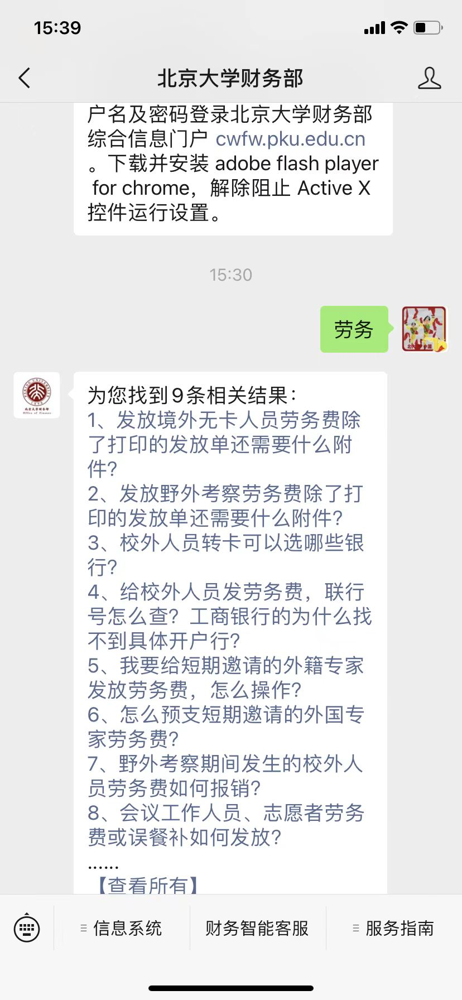 15:39
北京大学财务部
户名及密码登录北京大学财务部
综合信息门户 cwfw.pku.edu.cn
。下载并安装 adobe flash player
for chrome，解除阻止 Active X
控件运行设置。
15:30
劳务
为您找到9条相关结果：
1、发放境外无卡人员劳务费除
了打印的发放单还需要什么附
件?
2、发放野外考察劳务费除了打
印的发放单还需要什么附件?
3、校外人员转卡可以选哪些银
行?
4、给校外人员发劳务费，联行
号怎么查？工商银行的为什么找
不到具体开户行?
5、我要给短期邀请的外籍专家
发放劳务费，怎么操作?
6、怎么预支短期邀请的外国专
家劳务费?
7、野外考察期间发生的校外人
员劳务费如何报销?
8、会议工作人员、志愿者劳务
费或误餐补如何发放?
......
【查看所有】
信息系统
财务智能客服
服务指南